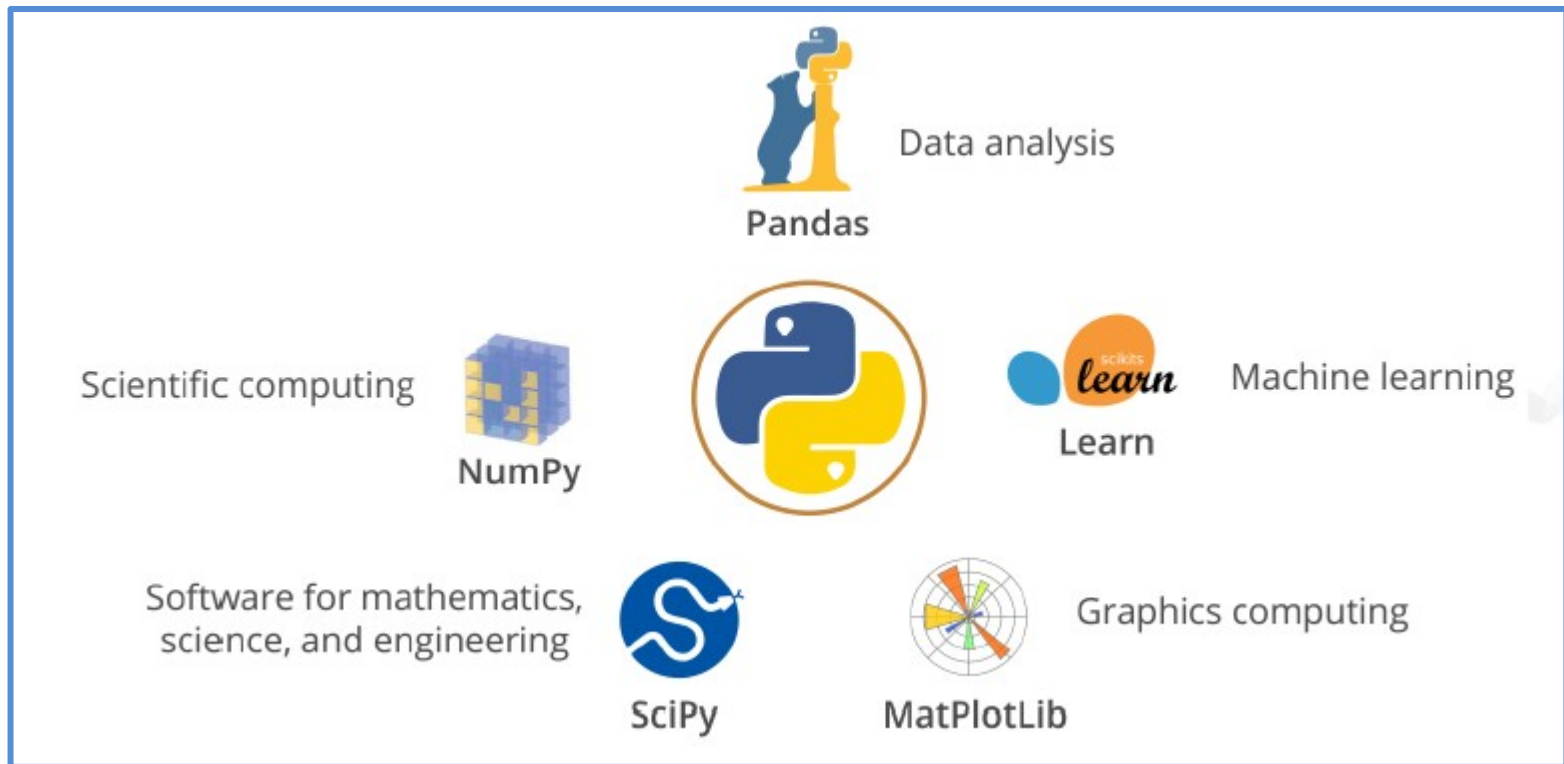 Data analysis
Pandas
scikits
learn
Scientific computing
Machine learning
Learn
NumPy
Software for mathematics,
science, and engineering
Graphics computing
SciPy
MatPlotLib